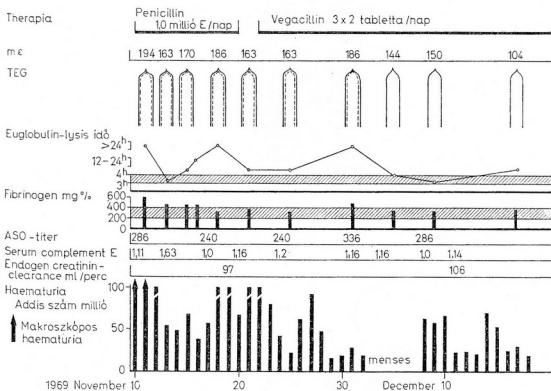 Therapia
Penicillin
1,0 millió E/nap
Vegacillin 3 x 2 tabletta/nap
mε 194 163 170 186 163 163 186 144 150 104
TEG
Euglobulin-lysis idő
>24h
12-24h
4h
3h
Fibrinogen mg%
600
400
200
0
ASO-titer 286 240 240 336 286
Serum complement E 1,11 1,63 1,0 1,16 1,2 1,16 1,16 1,0 1,14
Endogen creatinin-
clearance ml/perc 97 106
Haematuria
Addis szám millió
100
50
0
Makroszkópos
haematuria
menses
1969 November 10 20 December 10